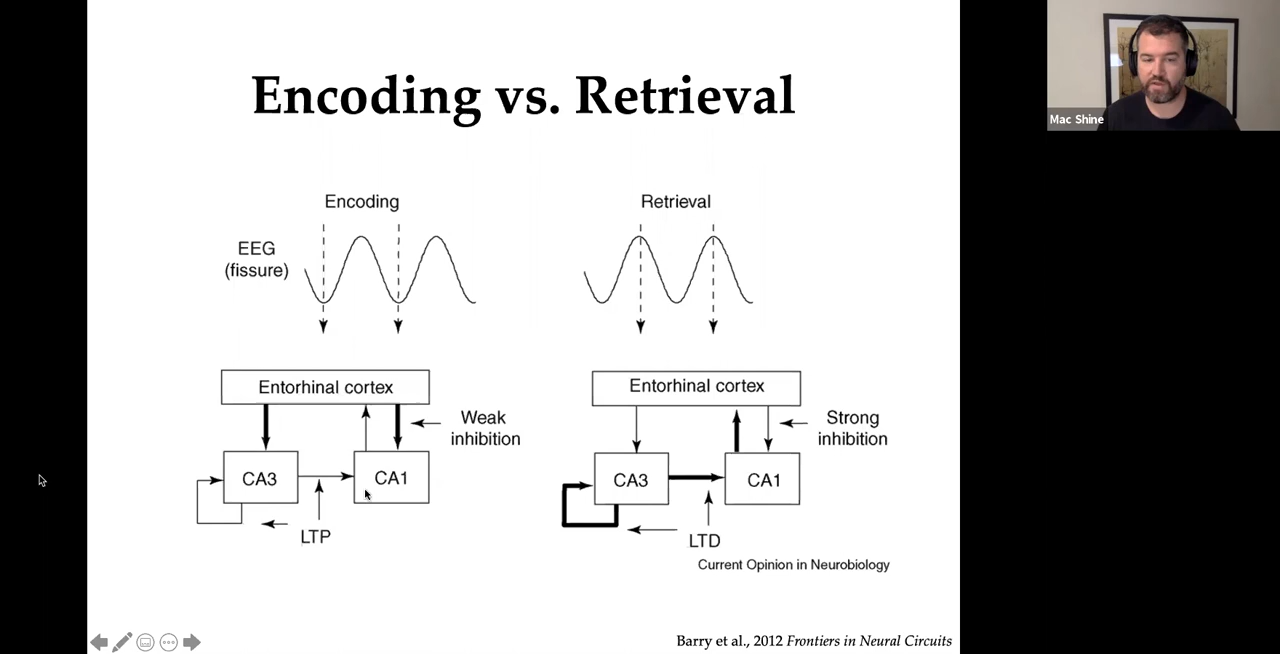 Encoding vs. Retrieval
Mac Shine
Encoding
Retrieval
EEG
(fissure)
Entorhinal cortex
Weak
inhibition
CA3
CA1
LTP
Entorhinal cortex
Strong
inhibition
CA3
CA1
LTD
Current Opinion in Neurobiology
Barry et al., 2012 Frontiers in Neural Circuits